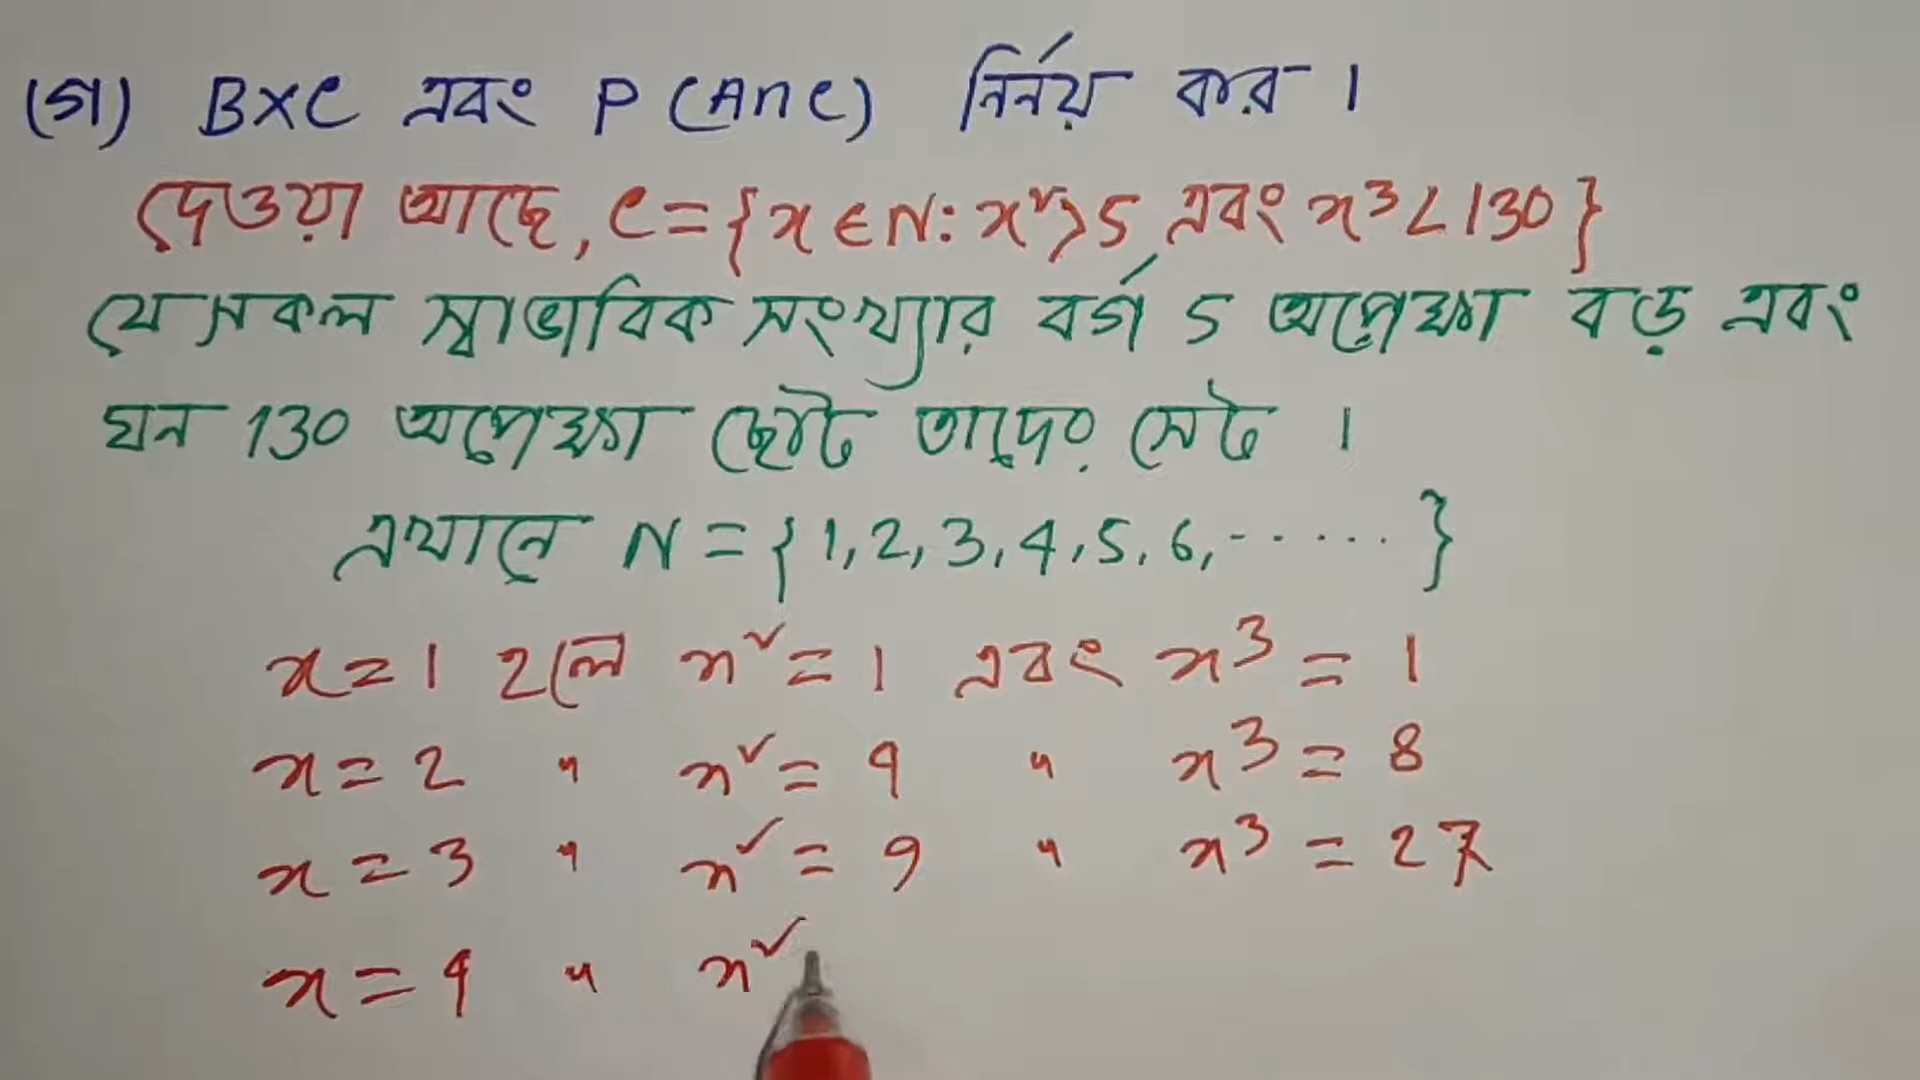 (গ) B×C এবং P(A∩C) নির্নয় কর।
দেওয়া আছে, C={x∈N: x²>5 এবং x³<130}
যে সকল স্বাভাবিক সংখ্যার বর্গ 5 অপেক্ষা বড় এবং
ঘন 130 অপেক্ষা ছোট তাদের সেট।
এখানে N={1,2,3,4,5,6,------}
x=1 হলে x²=1 এবং x³=1
x=2 " x²=4 " x³=8
x=3 " x²=9 " x³=27
x=4 " x²